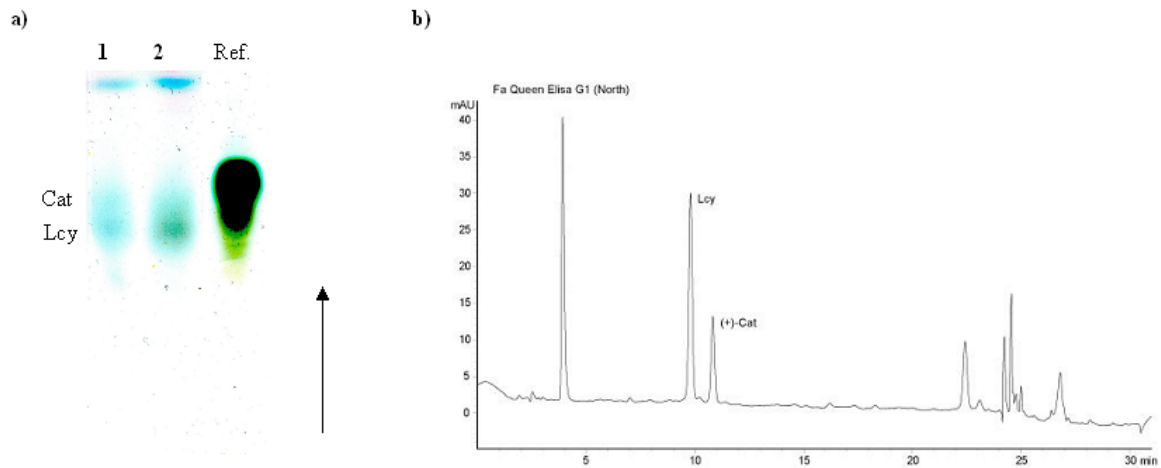 a)
1 2 Ref.
Cat
Lcy
b)
Fa Queen Elisa G1 (North)
mAU
40
35
30
25
20
15
10
5
0
Lcy
(+)-Cat
5 10 15 20 25 30 min